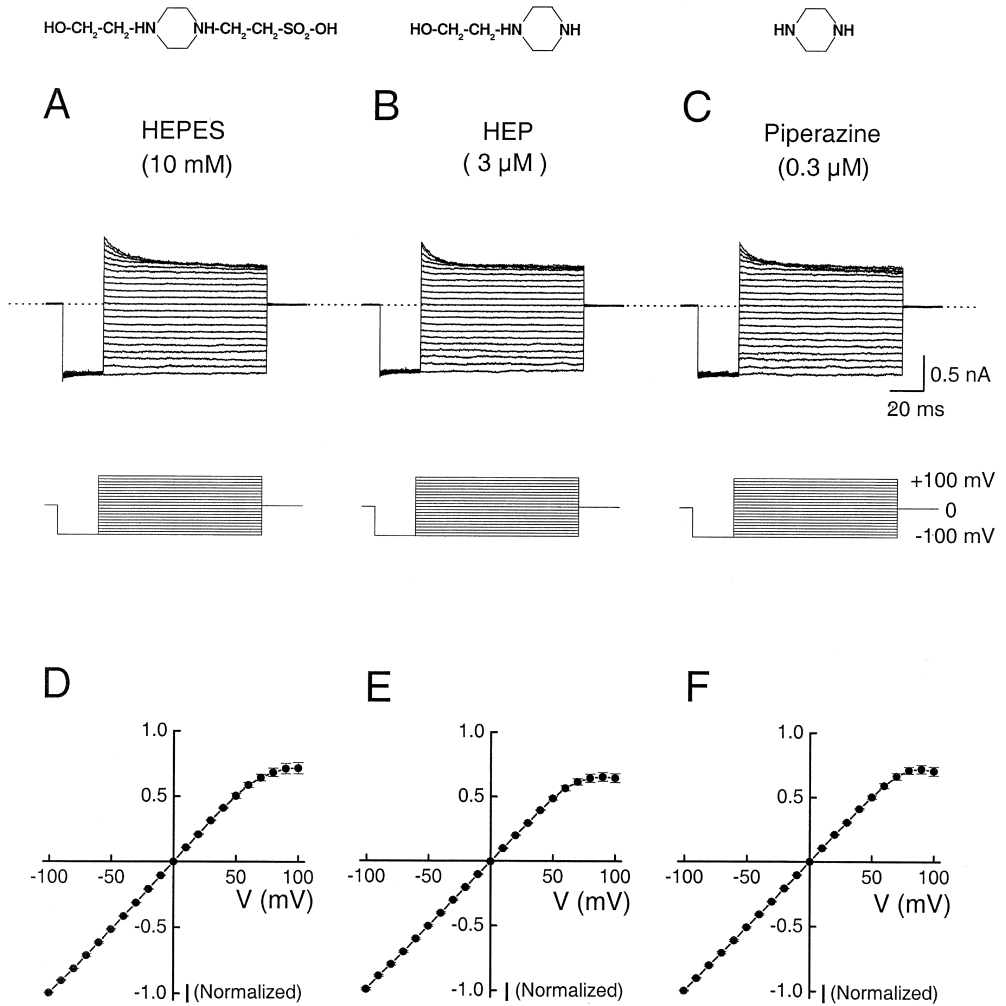 HO-CH2-CH2-HN NH-CH2-CH2-SO2-OH
HO-CH2-CH2-HN NH
HN NH
A
HEPES
(10 mM)
B
HEP
( 3 µM )
C
Piperazine
(0.3 µM)
0.5 nA
20 ms
+100 mV
0
-100 mV
D
1.0
0.5
-100 -50 50 100
V (mV)
-0.5
-1.0 I (Normalized)
E
1.0
0.5
-100 -50 50 100
V (mV)
-0.5
-1.0 I (Normalized)
F
1.0
0.5
-100 -50 50 100
V (mV)
-0.5
-1.0 I (Normalized)